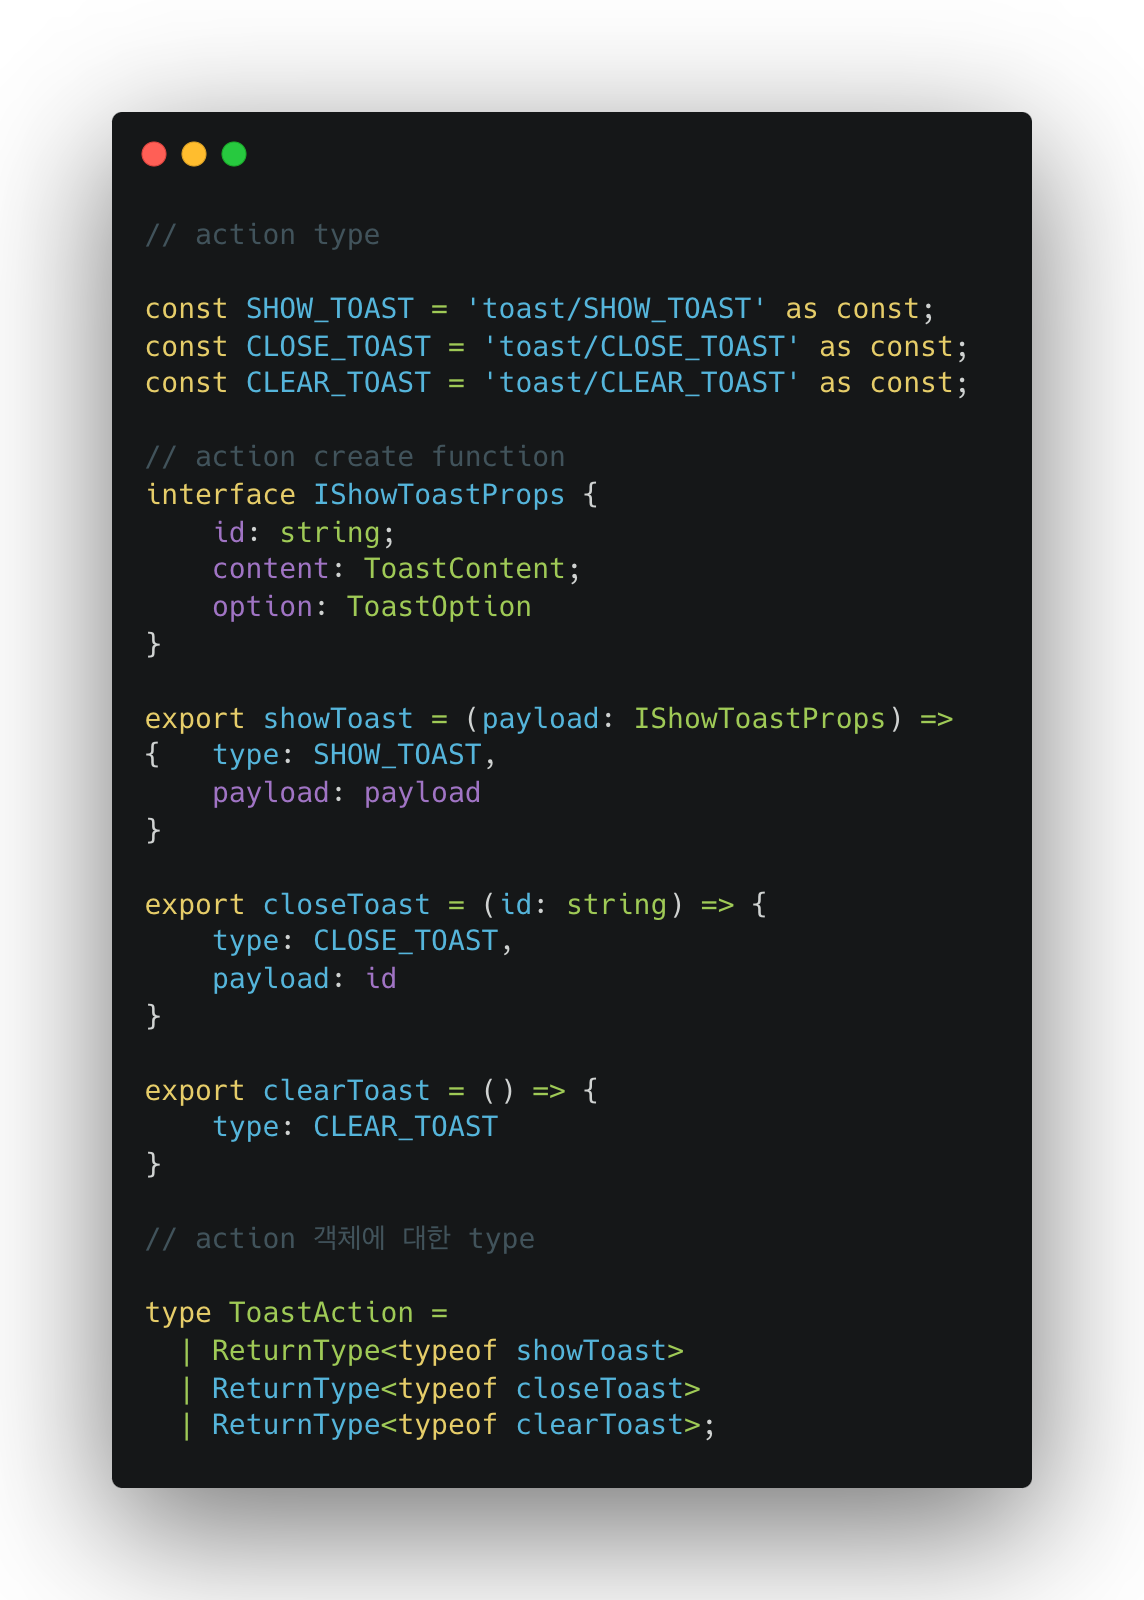 // action type

const SHOW_TOAST = 'toast/SHOW_TOAST' as const;
const CLOSE_TOAST = 'toast/CLOSE_TOAST' as const;
const CLEAR_TOAST = 'toast/CLEAR_TOAST' as const;

// action create function
interface IShowToastProps {
    id: string;
    content: ToastContent;
    option: ToastOption
}

export showToast = (payload: IShowToastProps) =>
{   type: SHOW_TOAST,
    payload: payload
}

export closeToast = (id: string) => {
    type: CLOSE_TOAST,
    payload: id
}

export clearToast = () => {
    type: CLEAR_TOAST
}

// action 객체에 대한 type

type ToastAction =
  | ReturnType<typeof showToast>
  | ReturnType<typeof closeToast>
  | ReturnType<typeof clearToast>;